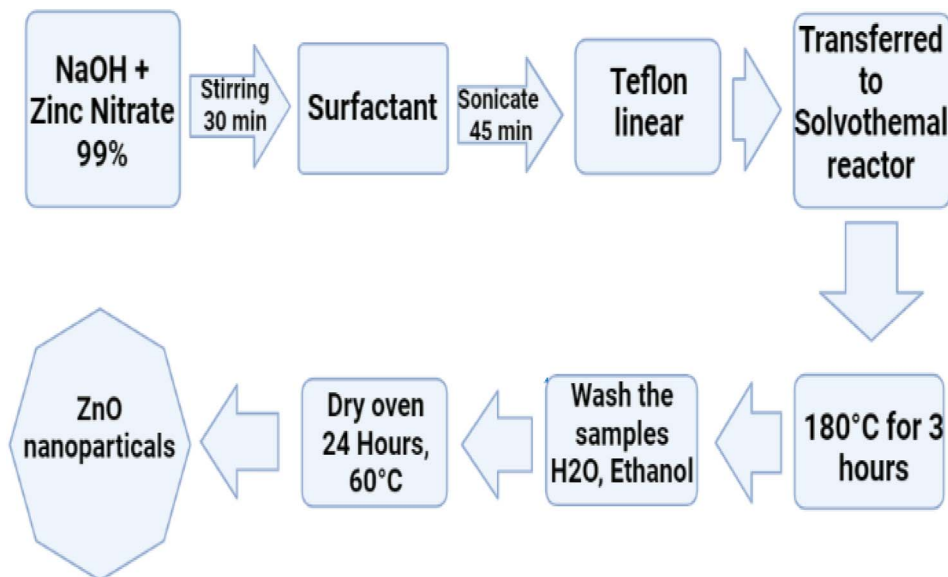 NaOH +
Zinc Nitrate
99%
Stirring
30 min
Surfactant
Sonicate
45 min
Teflon
linear
Transferred
to
Solvothemal
reactor
180°C for 3
hours
Wash the
samples
H2O, Ethanol
Dry oven
24 Hours,
60°C
ZnO
nanoparticals